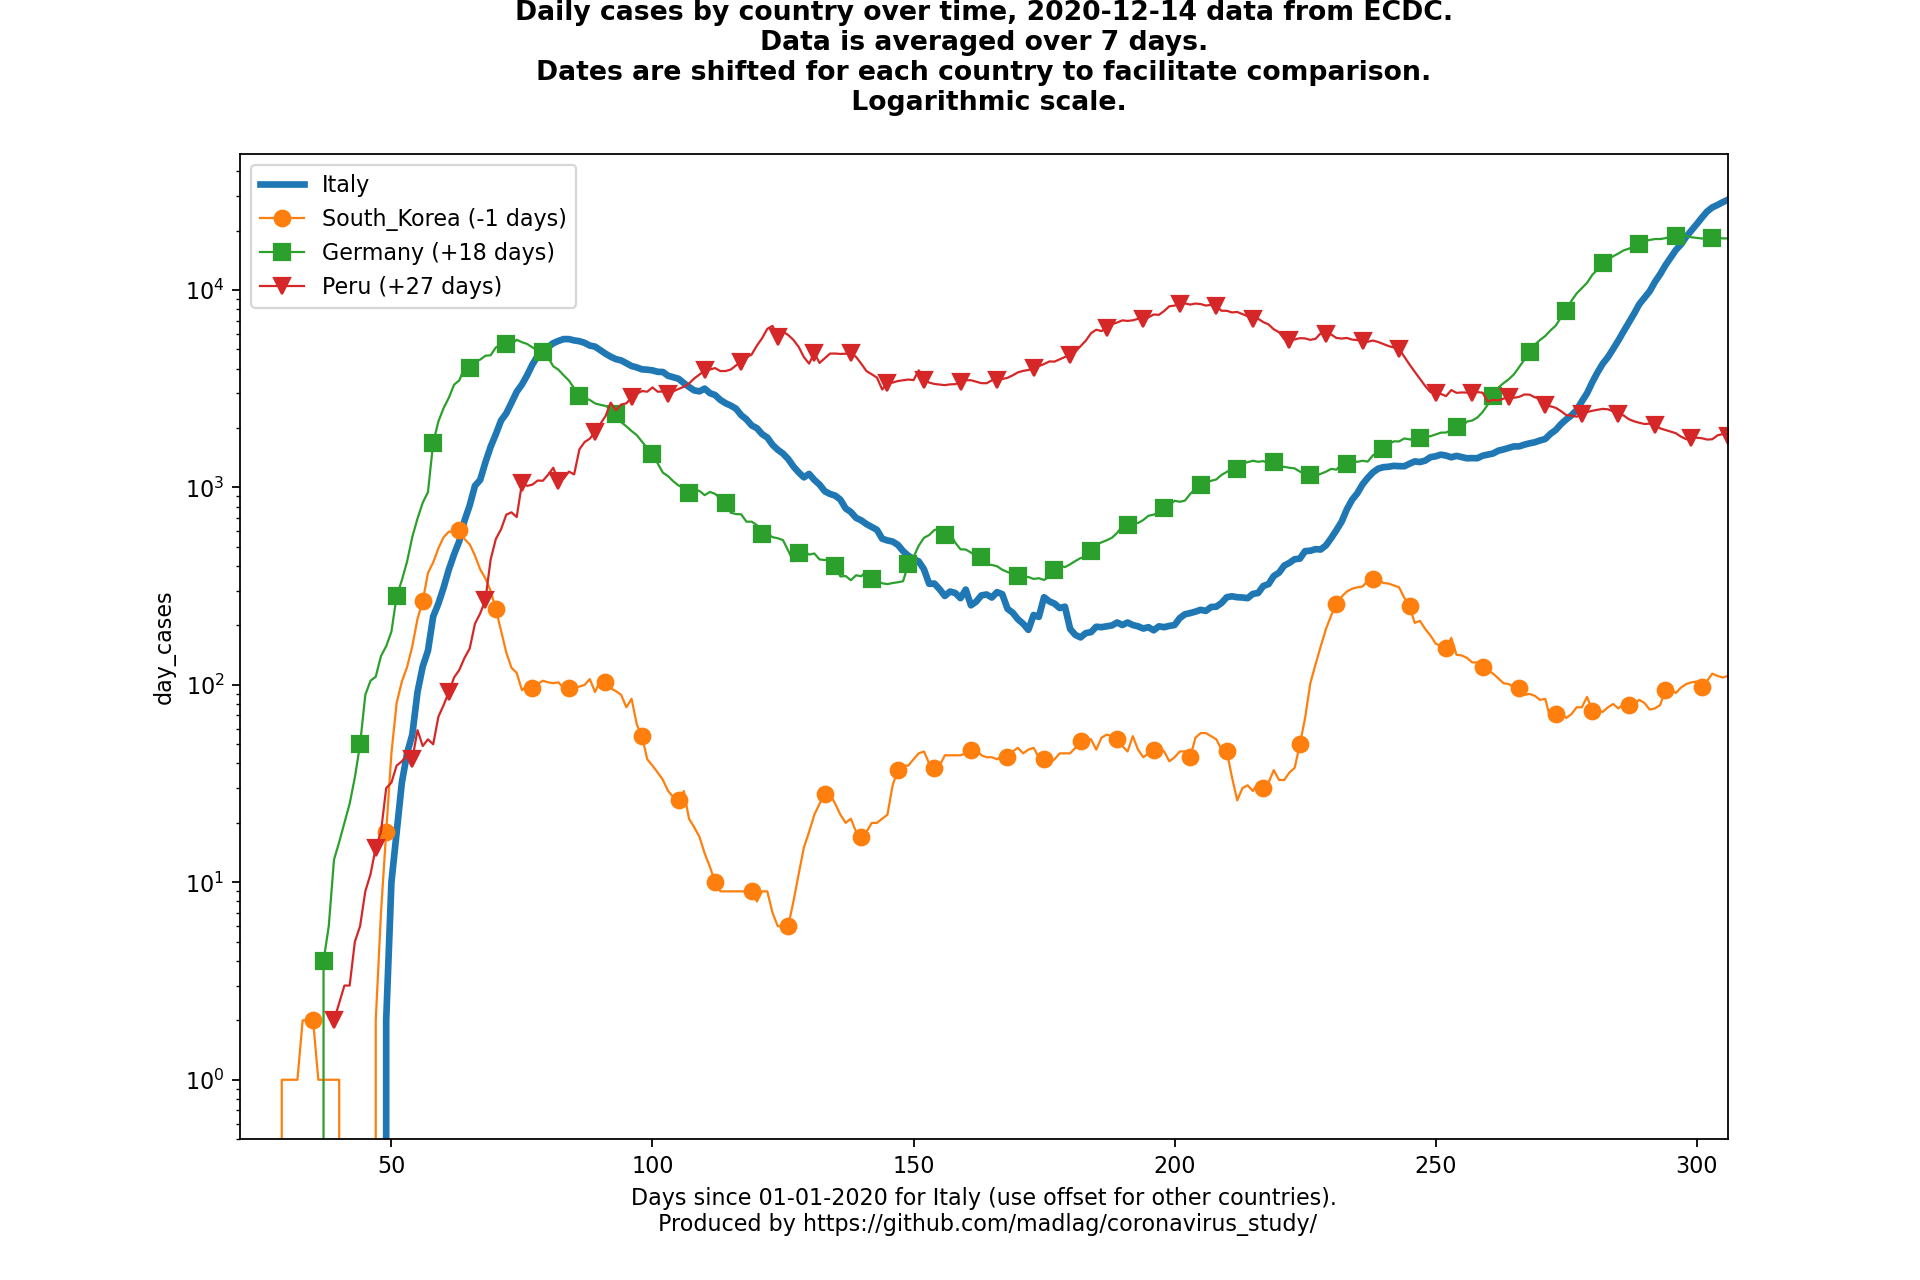 Daily cases by country over time, 2020-12-14 data from ECDC.
Data is averaged over 7 days.
Dates are shifted for each country to facilitate comparison.
Logarithmic scale.
Italy
South_Korea (-1 days)
Germany (+18 days)
Peru (+27 days)
10⁴
10³
10²
10¹
10⁰
day_cases
50 100 150 200 250 300
Days since 01-01-2020 for Italy (use offset for other countries).
Produced by https://github.com/madlag/coronavirus_study/